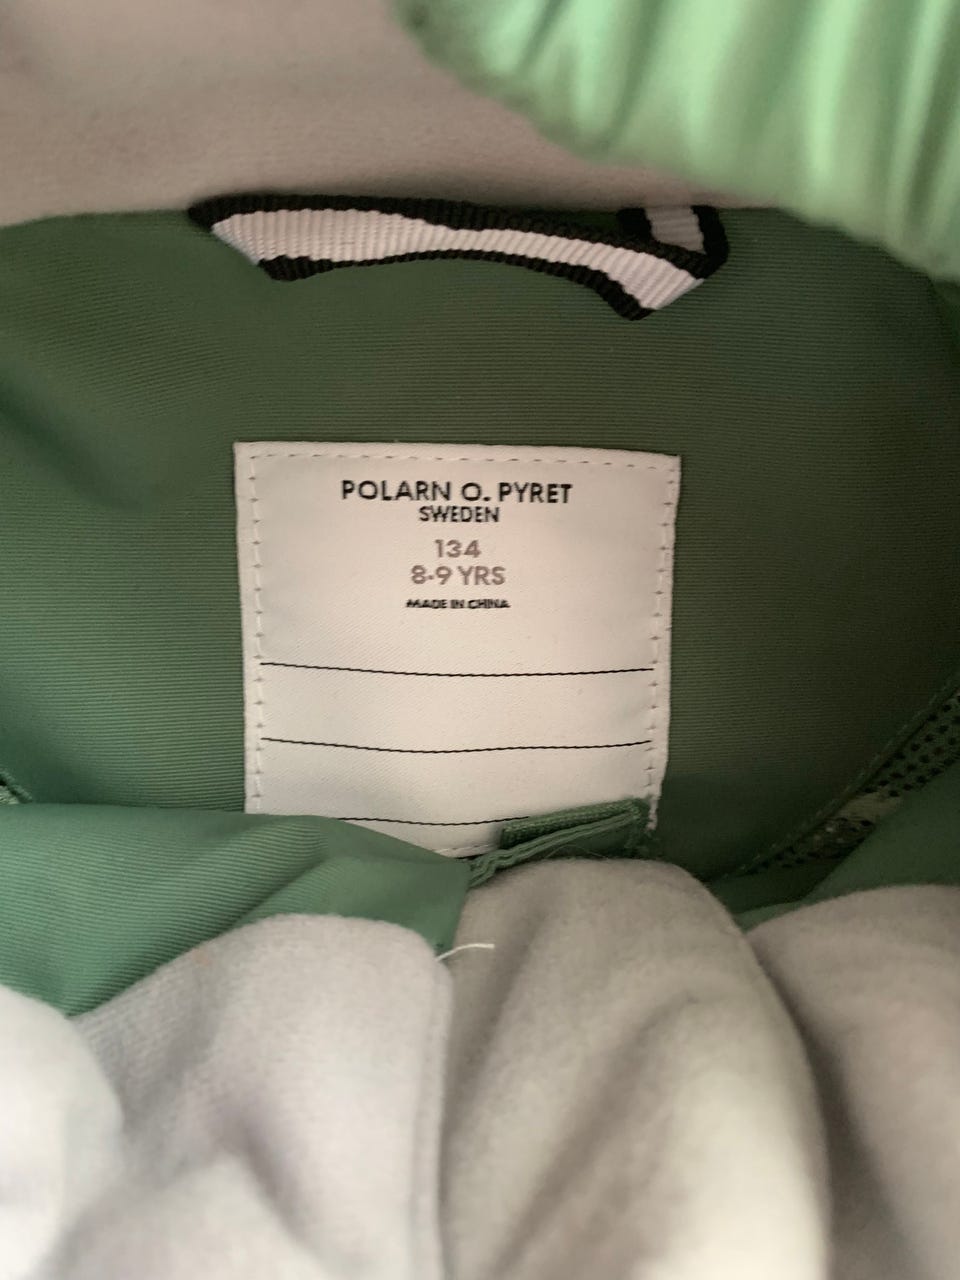 POLARN O. PYRET
SWEDEN
134
8-9 YRS
MADE IN CHINA